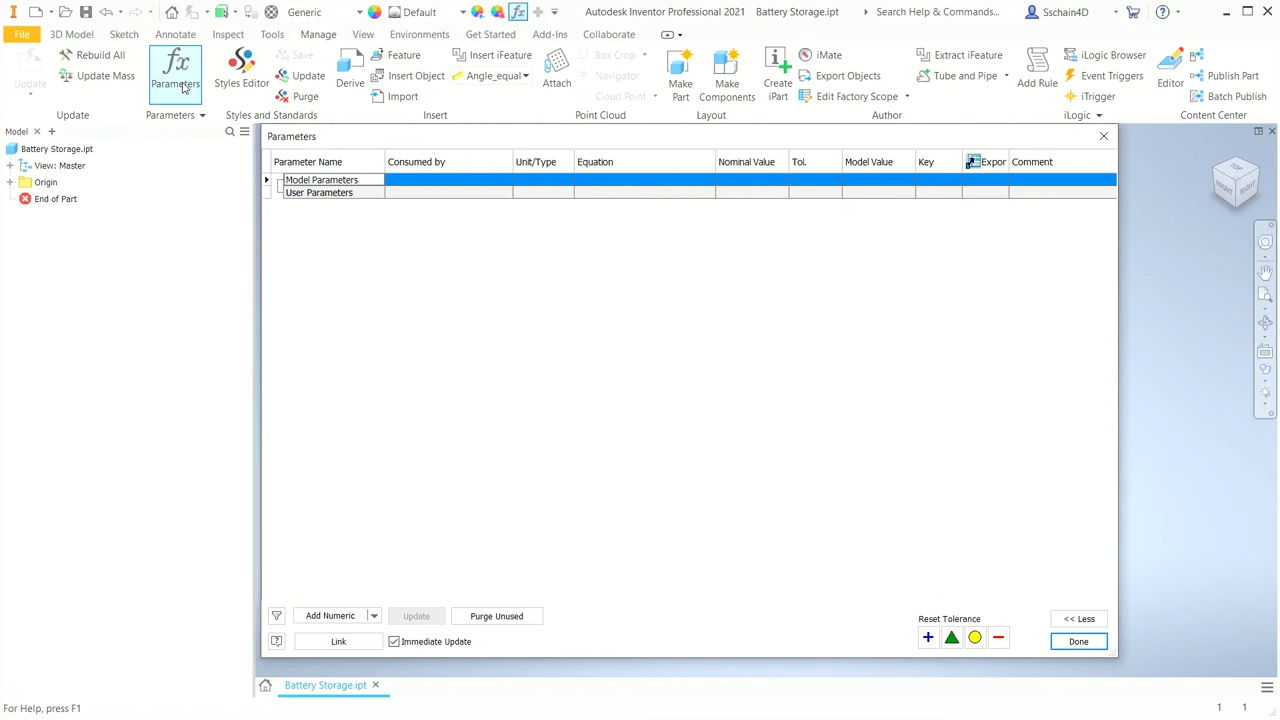 Generic Default fx Autodesk Inventor Professional 2021 Battery Storage.ipt Search Help & Commands... Sschain4D
File 3D Model Sketch Annotate Inspect Tools Manage View Environments Get Started Add-Ins Collaborate
Update Rebuild All Update Mass
fx Parameters
Styles Editor Save Update Purge
Derive Feature Insert Object Import Insert iFeature Angle_equal
Attach Box Crop Navigator Cloud Point
Make Part Make Components
Create iPart iMate Export Objects Edit Factory Scope Extract iFeature Tube and Pipe
Add Rule iLogic Browser Event Triggers iTrigger
Editor Publish Part Batch Publish
Update Parameters Styles and Standards Insert Point Cloud Layout Author iLogic Content Center
Model
Battery Storage.ipt
View: Master
Origin
End of Part
Parameters
Parameter Name Consumed by Unit/Type Equation Nominal Value Tol. Model Value Key Expor Comment
Model Parameters
User Parameters
TOP
FRONT RIGHT
Add Numeric Update Purge Unused
Reset Tolerance << Less
Link Immediate Update
Done
Battery Storage.ipt
For Help, press F1
1 1